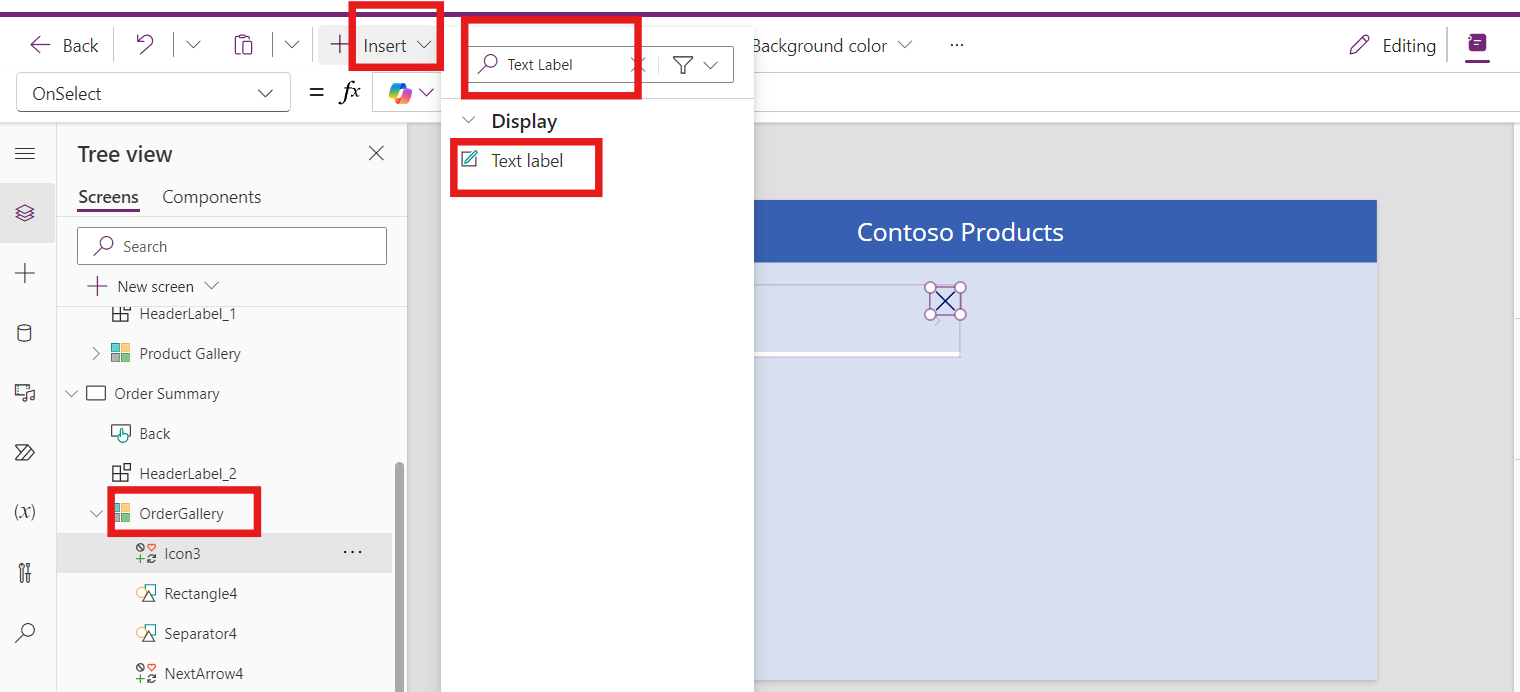 Back
Insert
Text Label
Background color
...
Editing
OnSelect
= fx
Display
Text label
Tree view
Screens Components
Search
New screen
HeaderLabel_1
Product Gallery
Order Summary
Back
HeaderLabel_2
(x)
OrderGallery
Icon3
...
Rectangle4
Separator4
NextArrow4
Contoso Products